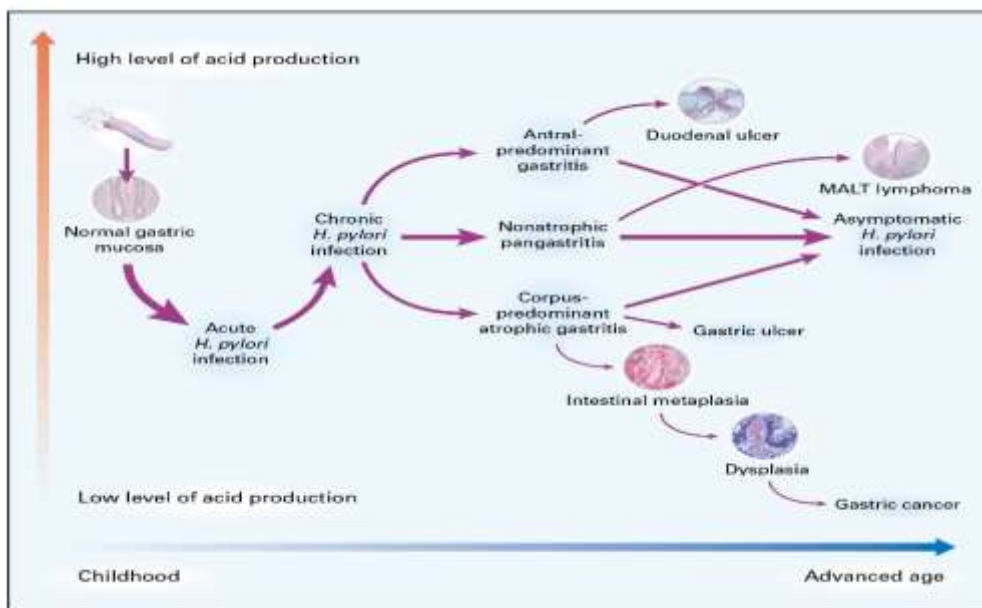 High level of acid production
Normal gastric
mucosa
Acute
H. pylori
infection
Chronic
H. pylori
infection
Antral-
predominant
gastritis
Duodenal ulcer
Nonatrophic
pangastritis
MALT lymphoma
Asymptomatic
H. pylori
infection
Corpus-
predominant
atrophic gastritis
Gastric ulcer
Intestinal metaplasia
Dysplasia
Gastric cancer
Low level of acid production
Childhood
Advanced age